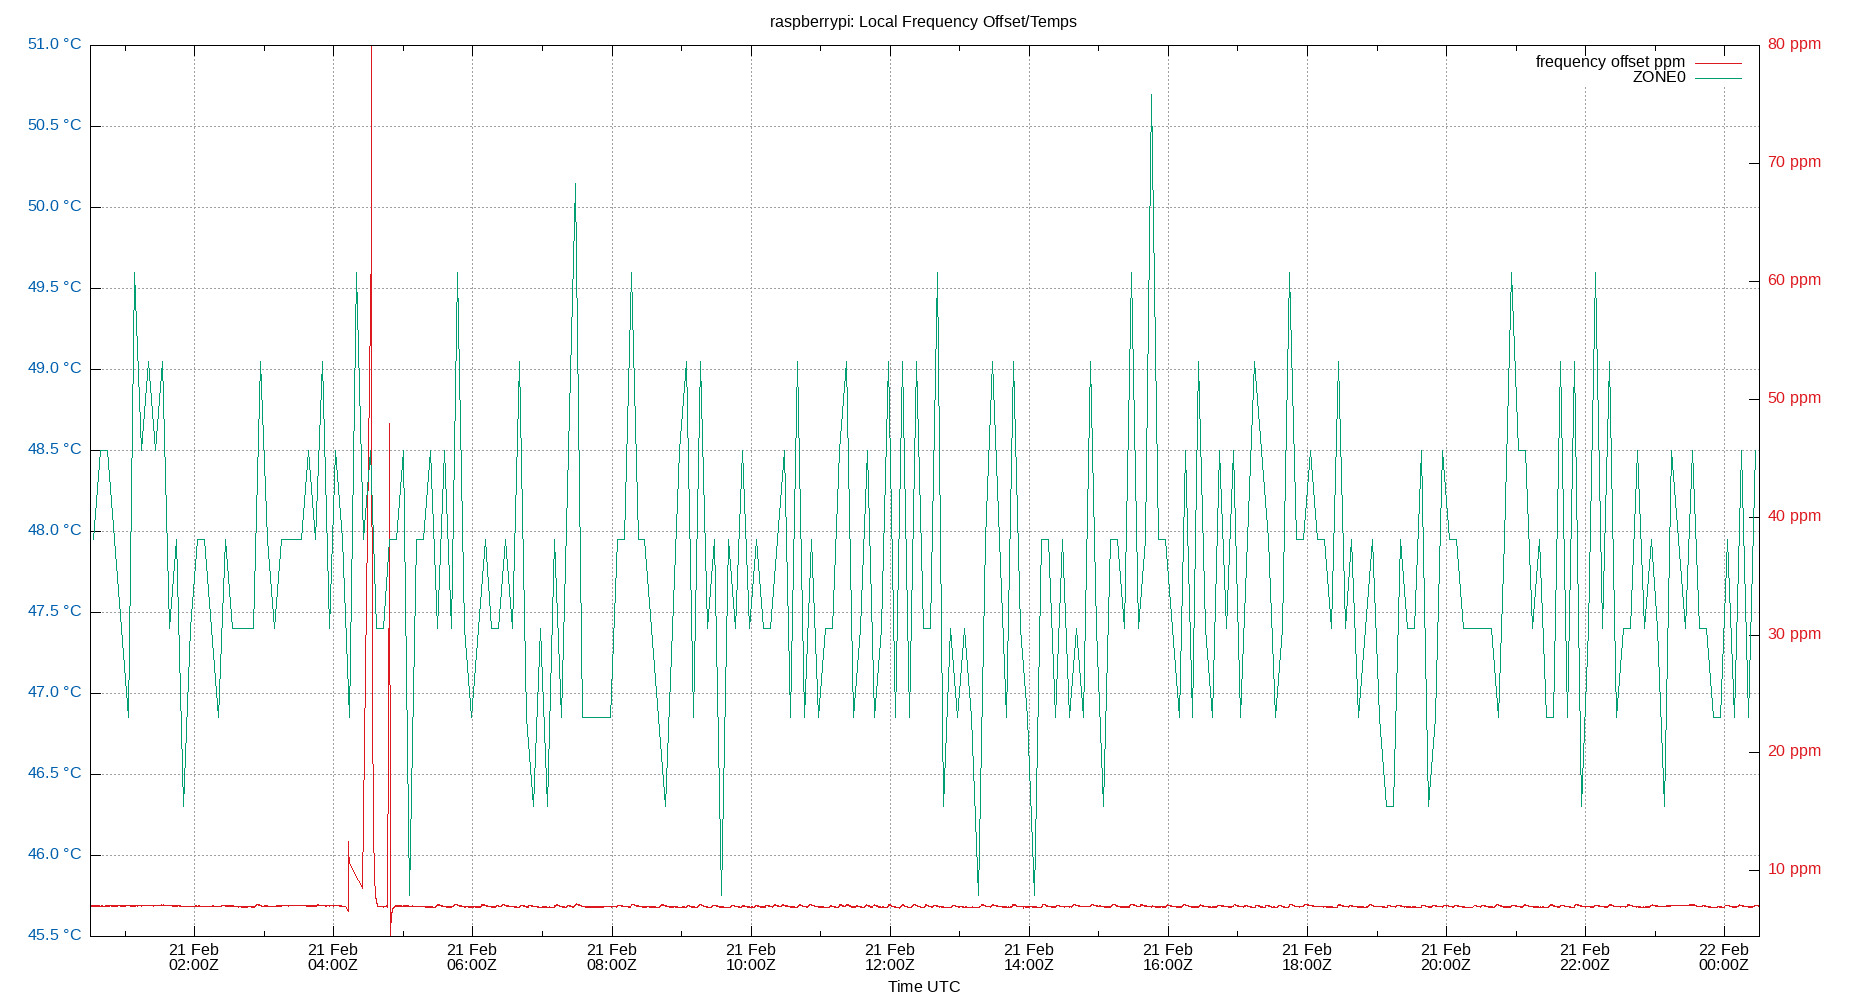 raspberrypi: Local Frequency Offset/Temps
51.0 °C
50.5 °C
50.0 °C
49.5 °C
49.0 °C
48.5 °C
48.0 °C
47.5 °C
47.0 °C
46.5 °C
46.0 °C
45.5 °C
80 ppm
70 ppm
60 ppm
50 ppm
40 ppm
30 ppm
20 ppm
10 ppm
frequency offset ppm
ZONE0
21 Feb
02:00Z
21 Feb
04:00Z
21 Feb
06:00Z
21 Feb
08:00Z
21 Feb
10:00Z
21 Feb
12:00Z
21 Feb
14:00Z
21 Feb
16:00Z
21 Feb
18:00Z
21 Feb
20:00Z
21 Feb
22:00Z
22 Feb
00:00Z
Time UTC